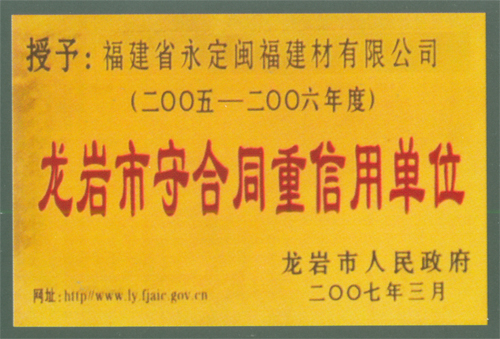 授予：福建省永定闽福建材有限公司
（二〇〇五—二〇〇六年度）
龙岩市守合同重信用单位
龙岩市人民政府
网址：http//www.ly.fjaic.gov.cn
二〇〇七年三月